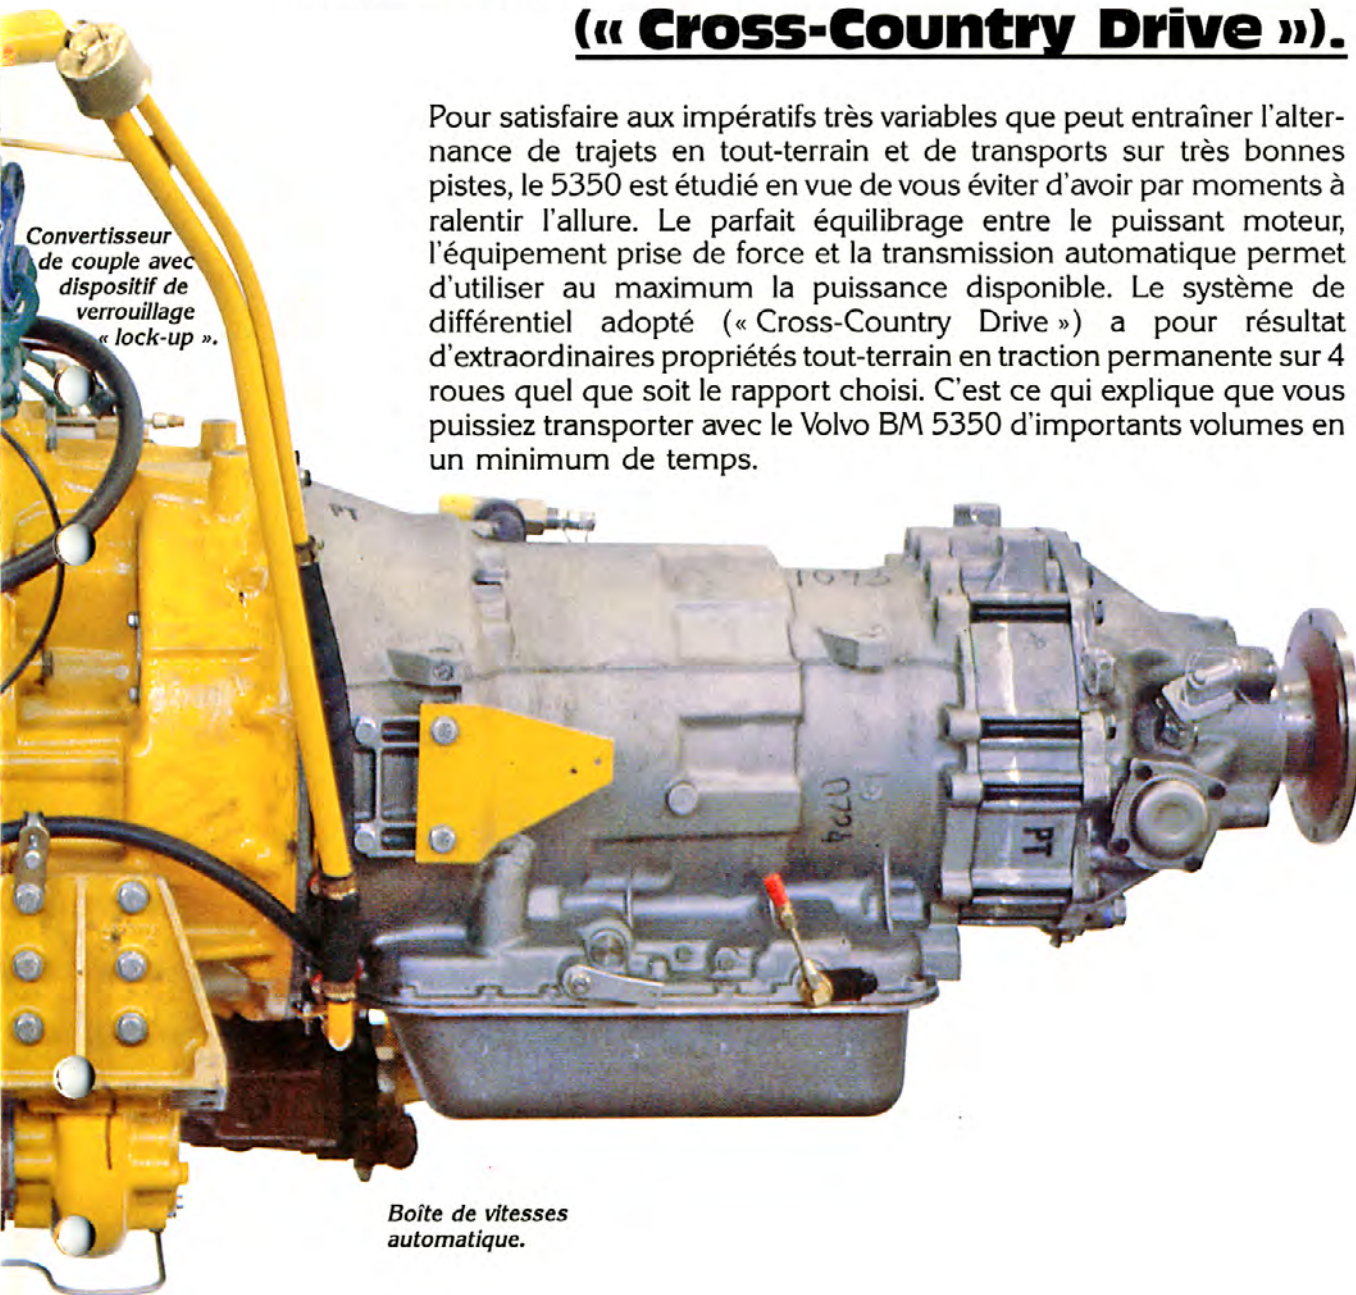 (« Cross-Country Drive »).
Pour satisfaire aux impératifs très variables que peut entraîner l'alter-
nance de trajets en tout-terrain et de transports sur très bonnes
pistes, le 5350 est étudié en vue de vous éviter d'avoir par moments à
ralentir l'allure. Le parfait équilibrage entre le puissant moteur,
l'équipement prise de force et la transmission automatique permet
d'utiliser au maximum la puissance disponible. Le système de
différentiel adopté (« Cross-Country Drive ») a pour résultat
d'extraordinaires propriétés tout-terrain en traction permanente sur 4
roues quel que soit le rapport choisi. C'est ce qui explique que vous
puissiez transporter avec le Volvo BM 5350 d'importants volumes en
un minimum de temps.
Convertisseur
de couple avec
dispositif de
verrouillage
« lock-up ».
PT
PT
Boîte de vitesses
automatique.